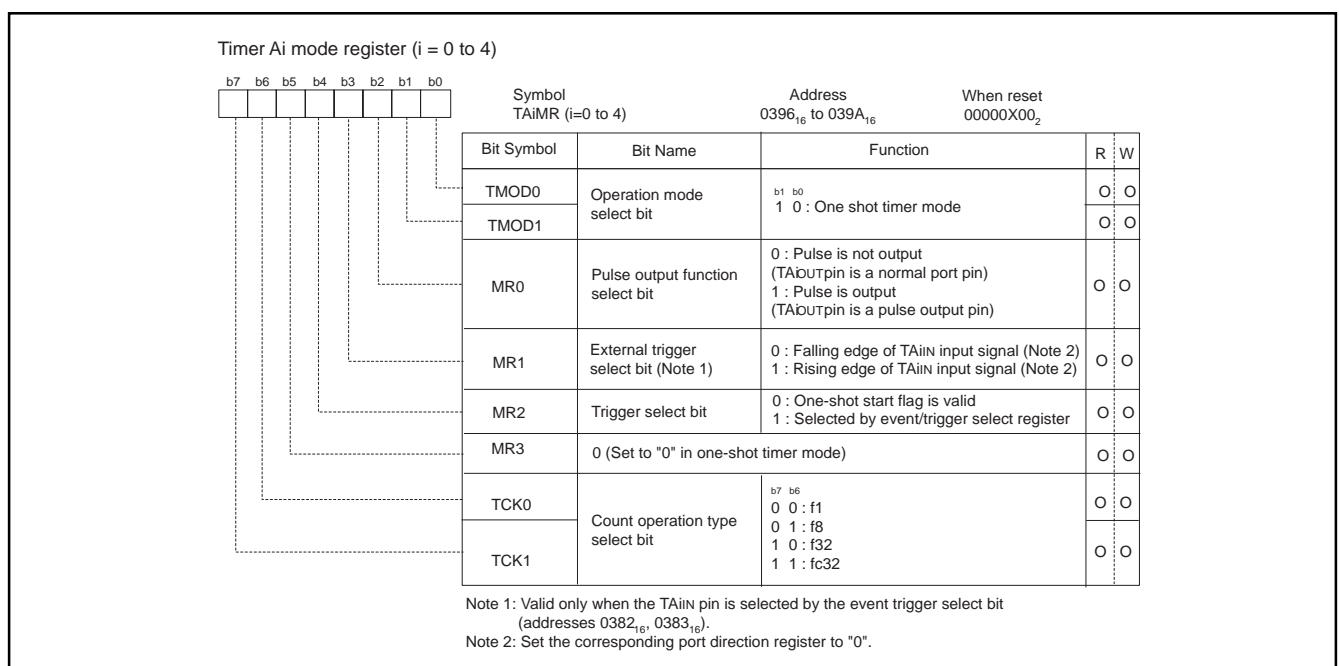 Timer Ai mode register (i = 0 to 4)
b7 b6 b5 b4 b3 b2 b1 b0
Symbol Address When reset
TAiMR (i=0 to 4) 039616 to 039A16 00000X002
Bit Symbol Bit Name Function R W
TMOD0 Operation mode select bit b1 b0 O O
1 0 : One shot timer mode
TMOD1 O O
MR0 Pulse output function select bit 0 : Pulse is not output O O
(TAiOUTpin is a normal port pin)
1 : Pulse is output
(TAiOUTpin is a pulse output pin)
MR1 External trigger select bit (Note 1) 0 : Falling edge of TAiIN input signal (Note 2) O O
1 : Rising edge of TAiIN input signal (Note 2)
MR2 Trigger select bit 0 : One-shot start flag is valid O O
1 : Selected by event/trigger select register
MR3 0 (Set to "0" in one-shot timer mode) O O
TCK0 Count operation type select bit b7 b6 O O
0 0 : f1
0 1 : f8
1 0 : f32
TCK1 1 1 : fc32 O O
Note 1: Valid only when the TAiIN pin is selected by the event trigger select bit
(addresses 038216, 038316).
Note 2: Set the corresponding port direction register to "0".